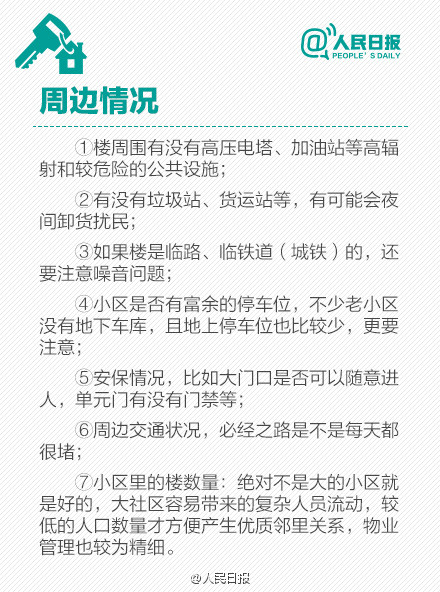 @人民日报
PEOPLE'S DAILY
周边情况
①楼周围有没有高压电塔、加油站等高辐
射和较危险的公共设施；
②有没有垃圾站、货运站等，有可能会夜
间卸货扰民；
③如果楼是临路、临铁道（城铁）的，还
要注意噪音问题；
④小区是否有富余的停车位，不少老小区
没有地下车库，且地上停车位也比较少，更要
注意；
⑤安保情况，比如大门口是否可以随意进
人，单元门有没有门禁等；
⑥周边交通状况，必经之路是不是每天都
很堵；
⑦小区里的楼数量：绝对不是大的小区就
是好的，大社区容易带来的复杂人员流动，较
低的人口数量才方便产生优质邻里关系，物业
管理也较为精细。
@人民日报